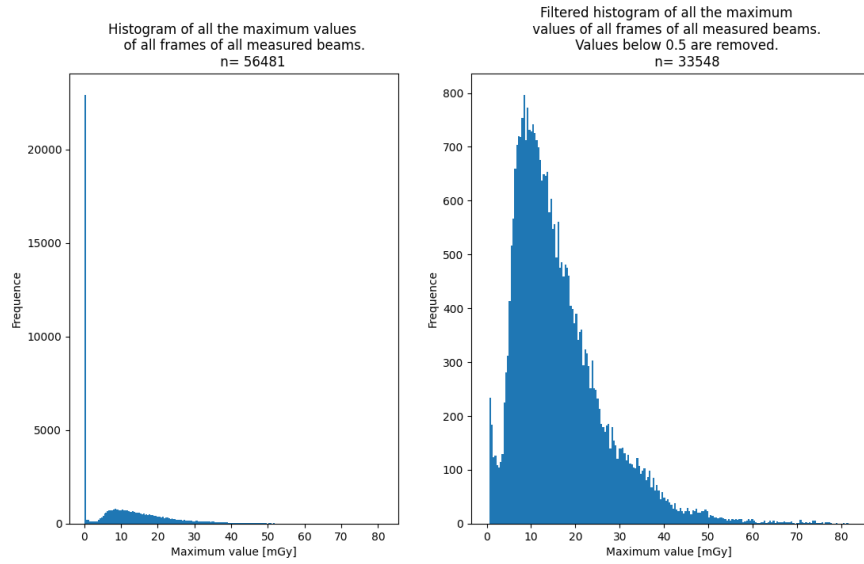 Histogram of all the maximum values
of all frames of all measured beams.
n= 56481
Frequence
20000
15000
10000
5000
0
0 10 20 30 40 50 60 70 80
Maximum value [mGy]
Filtered histogram of all the maximum
values of all frames of all measured beams.
Values below 0.5 are removed.
n= 33548
Frequence
800
700
600
500
400
300
200
100
0
0 10 20 30 40 50 60 70 80
Maximum value [mGy]